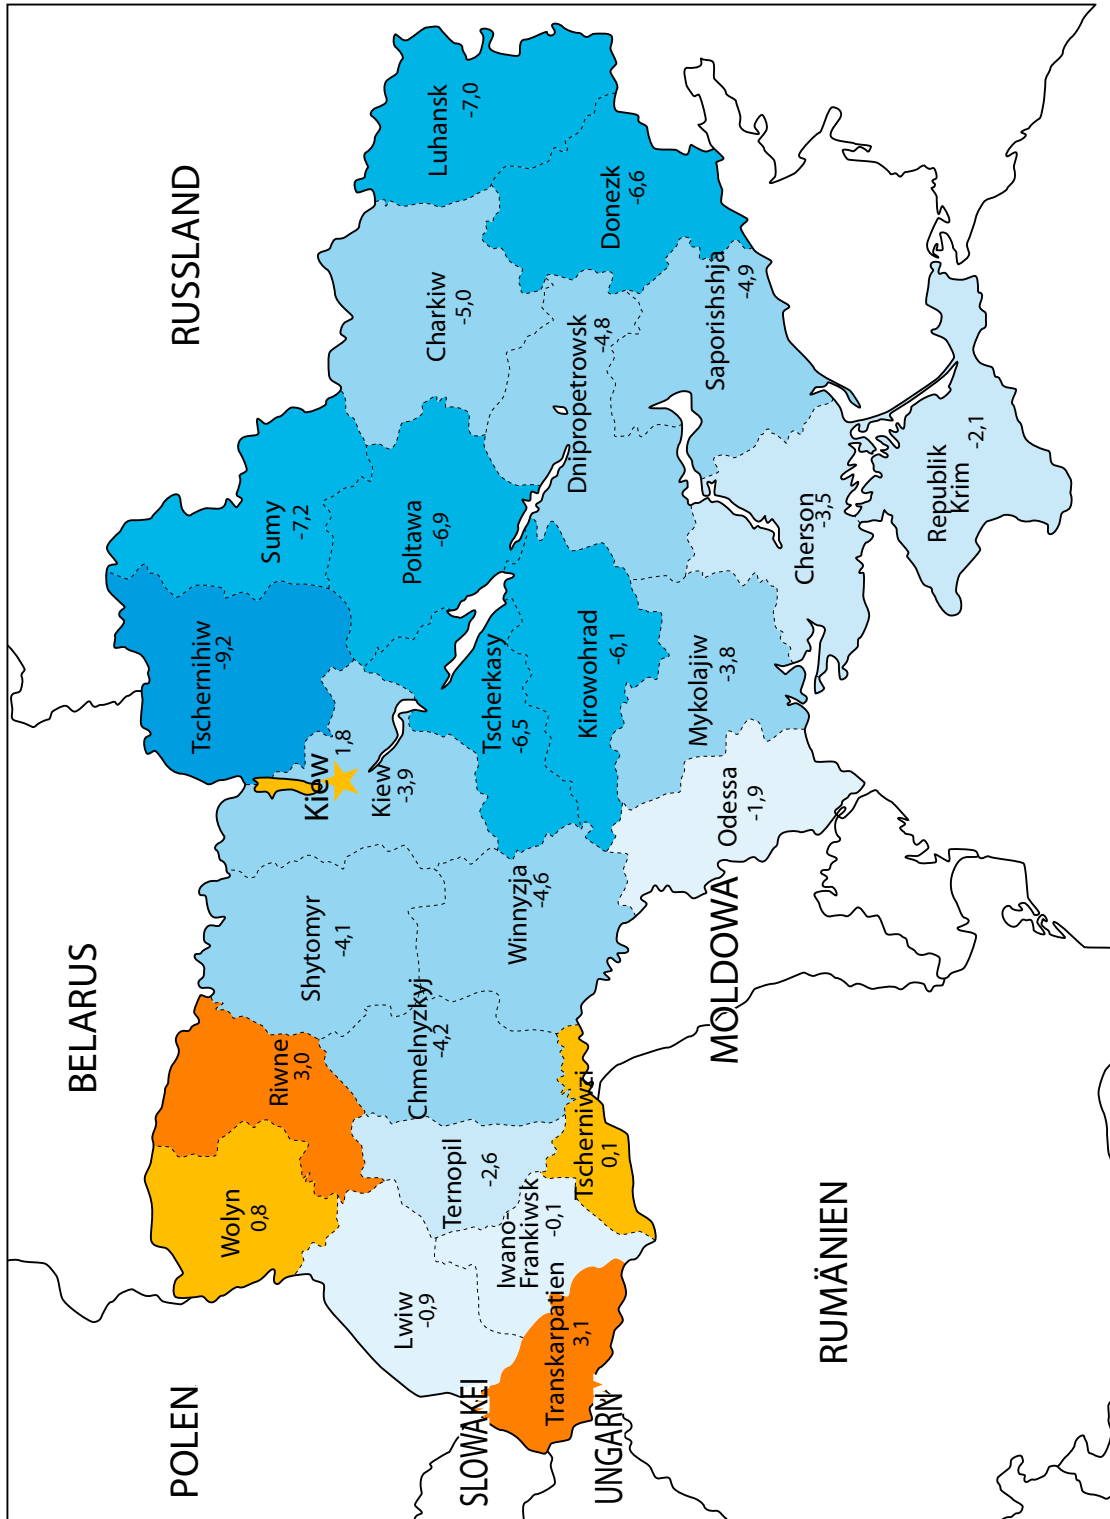 RUSSLAND
BELARUS
POLEN
SLOWAKEI
UNGARN
RUMÄNIEN
MOLDOWA
Wolyn
0,8
Riwne
3,0
Shytomyr
-4,1
Kiew
1,8
Kiew
-3,9
Tschernihiw
-9,2
Sumy
-7,2
Lwiw
-0,9
Ternopil
-2,6
Chmelnyzkyj
-4,2
Winnyzja
-4,6
Tscherkasy
-6,5
Poltawa
-6,9
Charkiw
-5,0
Luhansk
-7,0
Transkarpatien
3,1
Iwano-
Frankiwsk
-0,1
Tscherniwzi
0,1
Kirowohrad
-6,1
Dnipropetrowsk
-4,8
Donezk
-6,6
Odessa
-1,9
Mykolajiw
-3,8
Cherson
-3,5
Saporishshja
-4,9
Republik
Krim
-2,1